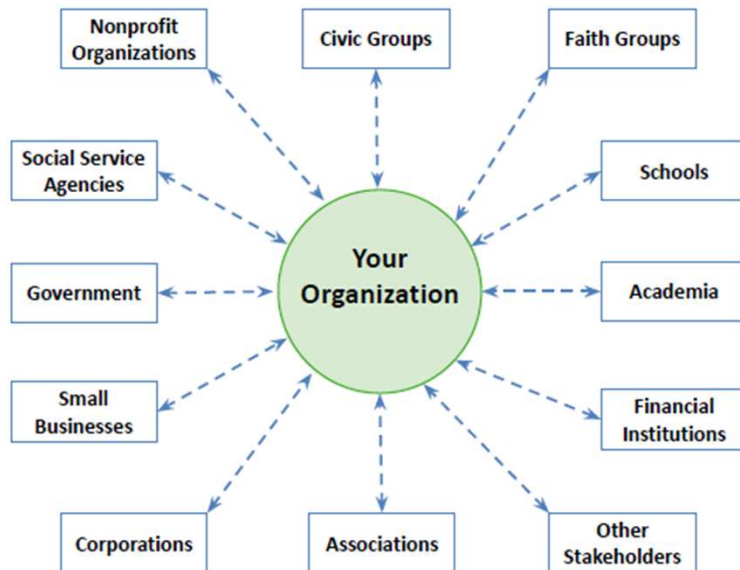 Nonprofit
Organizations
Civic Groups
Faith Groups
Social Service
Agencies
Schools
Your
Organization
Government
Academia
Small
Businesses
Financial
Institutions
Corporations
Associations
Other
Stakeholders